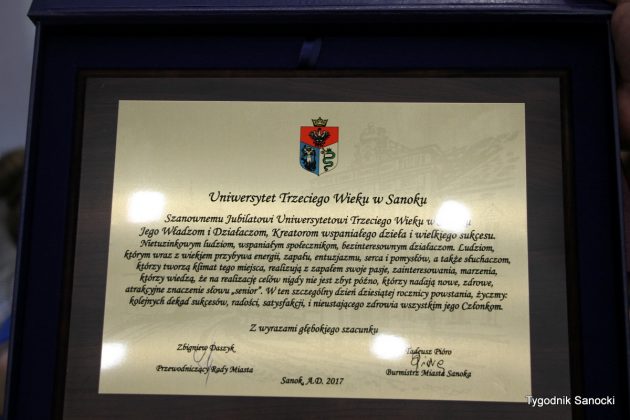 Uniwersytet Trzeciego Wieku w Sanoku
Szanownemu Jubilatowi Uniwersytetowi Trzeciego Wieku w
Jego Władzom i Działaczom, Kreatorom wspaniałego dzieła i wielkiego sukcesu.
Nietuzinkowym ludziom, wspaniałym społecznikom, bezinteresownym działaczom. Ludziom,
którym wraz z wiekiem przybywa energii, zapału, entuzjazmu, serca i pomysłów, a także słuchaczom,
którzy tworzą klimat tego miejsca, realizują z zapałem swoje pasje, zainteresowania, marzenia,
którzy wiedzą, że na realizację celów nigdy nie jest zbyt późno, którzy nadają nowe, zdrowe,
atrakcyjne znaczenie słowu „senior". W ten szczególny dzień dziesiątej rocznicy powstania, życzmy:
kolejnych dekad sukcesów, radości, satysfakcji, i nieustającego zdrowia wszystkim jego Członkom.
Z wyrazami głębokiego szacunku
Zbigniew Daszyk Tadeusz Pióro
Przewodniczący Rady Miasta Burmistrz Miasta Sanoka
Sanok, A.D. 2017
Tygodnik Sanocki